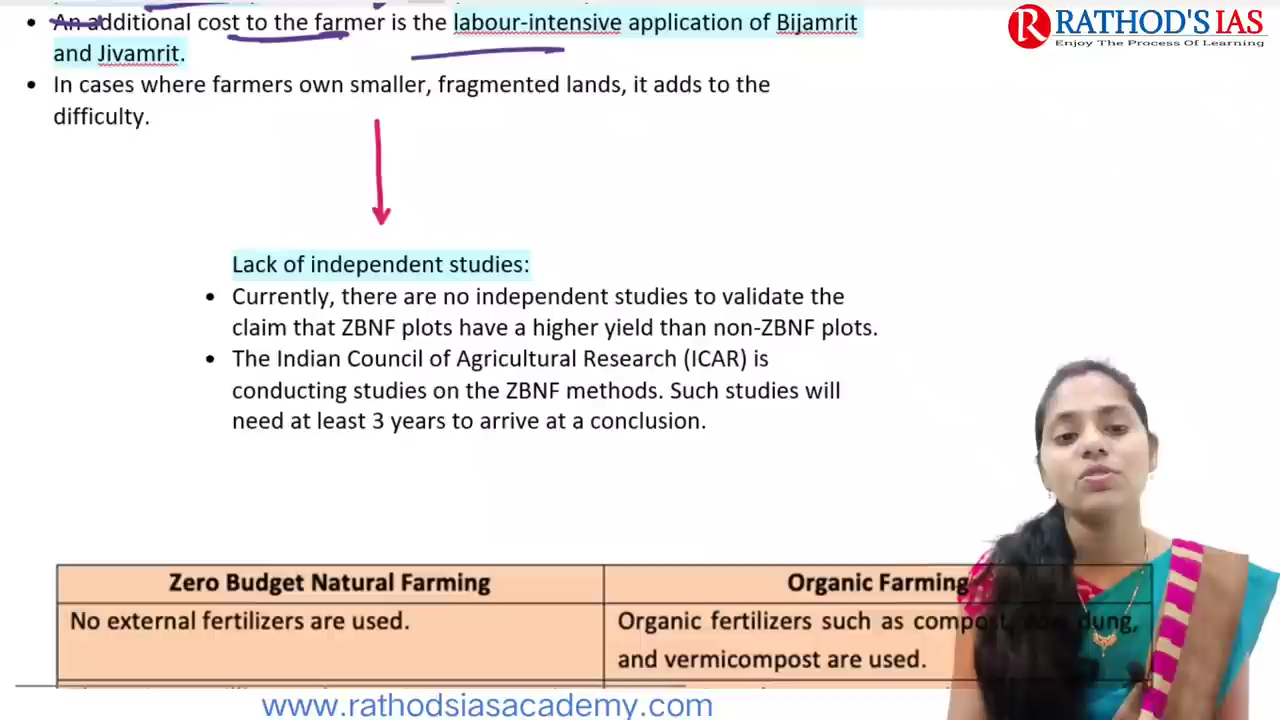 An additional cost to the farmer is the labour-intensive application of Bijamrit
and Jivamrit.
In cases where farmers own smaller, fragmented lands, it adds to the
difficulty.
RATHOD'S IAS
Enjoy The Process Of Learning
Lack of independent studies:
Currently, there are no independent studies to validate the
claim that ZBNF plots have a higher yield than non-ZBNF plots.
The Indian Council of Agricultural Research (ICAR) is
conducting studies on the ZBNF methods. Such studies will
need at least 3 years to arrive at a conclusion.
Zero Budget Natural Farming
Organic Farming
No external fertilizers are used.
Organic fertilizers such as compost, dung,
and vermicompost are used.
www.rathodsiasacademy.com